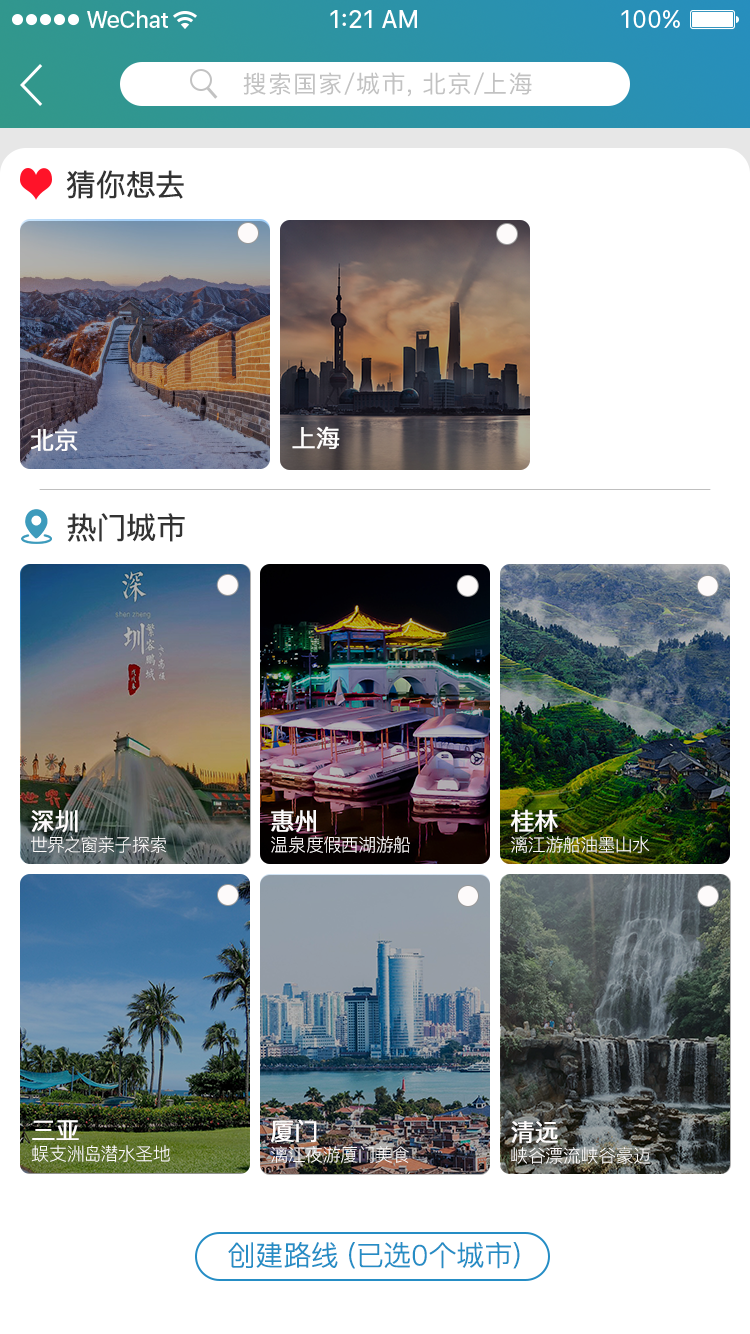 WeChat 1:21 AM 100%
搜索国家/城市, 北京/上海
猜你想去
北京
上海
热门城市
深
shen zheng
圳
深圳
世界之窗亲子探索
惠州
温泉度假西湖游船
桂林
漓江游船油墨山水
三亚
蜈支洲岛潜水圣地
厦门
漓江夜游厦门美食
清远
峡谷漂流峡谷豪迈
创建路线 (已选0个城市)